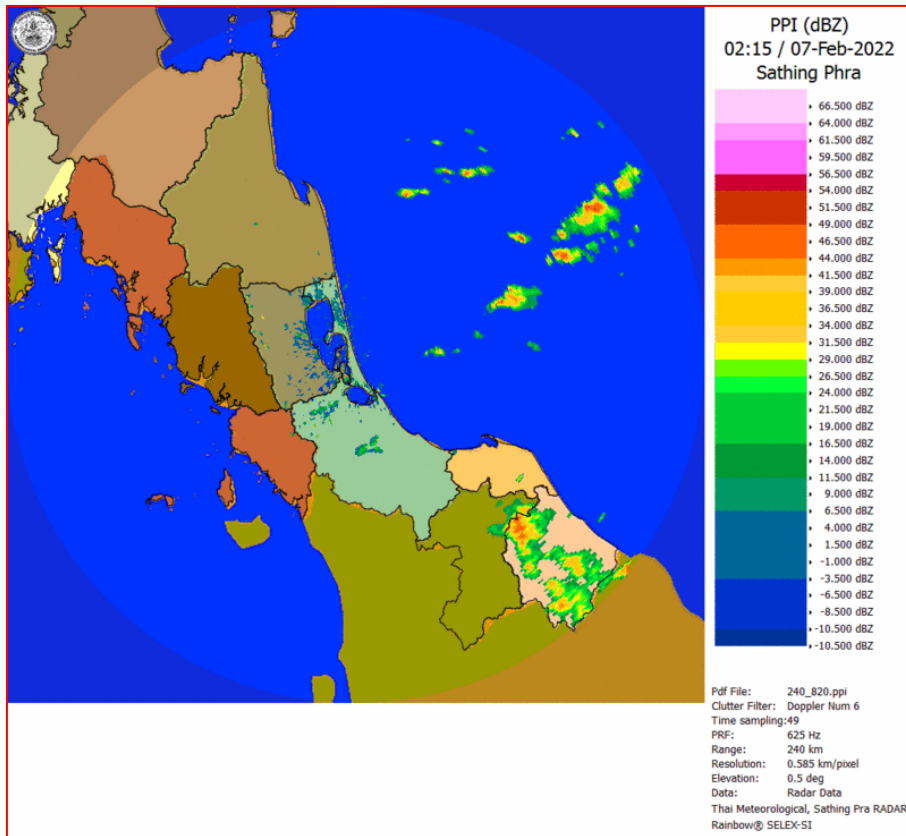 PPI (dBZ)
02:15 / 07-Feb-2022
Sathing Phra
66.500 dBZ
64.000 dBZ
61.500 dBZ
59.500 dBZ
56.500 dBZ
54.000 dBZ
51.500 dBZ
49.000 dBZ
46.500 dBZ
44.000 dBZ
41.500 dBZ
39.000 dBZ
36.500 dBZ
34.000 dBZ
31.500 dBZ
29.000 dBZ
26.500 dBZ
24.000 dBZ
21.500 dBZ
19.000 dBZ
16.500 dBZ
14.000 dBZ
11.500 dBZ
9.000 dBZ
6.500 dBZ
4.000 dBZ
1.500 dBZ
-1.000 dBZ
-3.500 dBZ
-6.500 dBZ
-8.500 dBZ
-10.500 dBZ
-10.500 dBZ
Pdf File: 240_820.ppi
Clutter Filter: Doppler Num 6
Time sampling:49
PRF: 625 Hz
Range: 240 km
Resolution: 0.585 km/pixel
Elevation: 0.5 deg
Data: Radar Data
Thai Meteorological, Sathing Pra RADAR
Rainbow® SELEX-SI